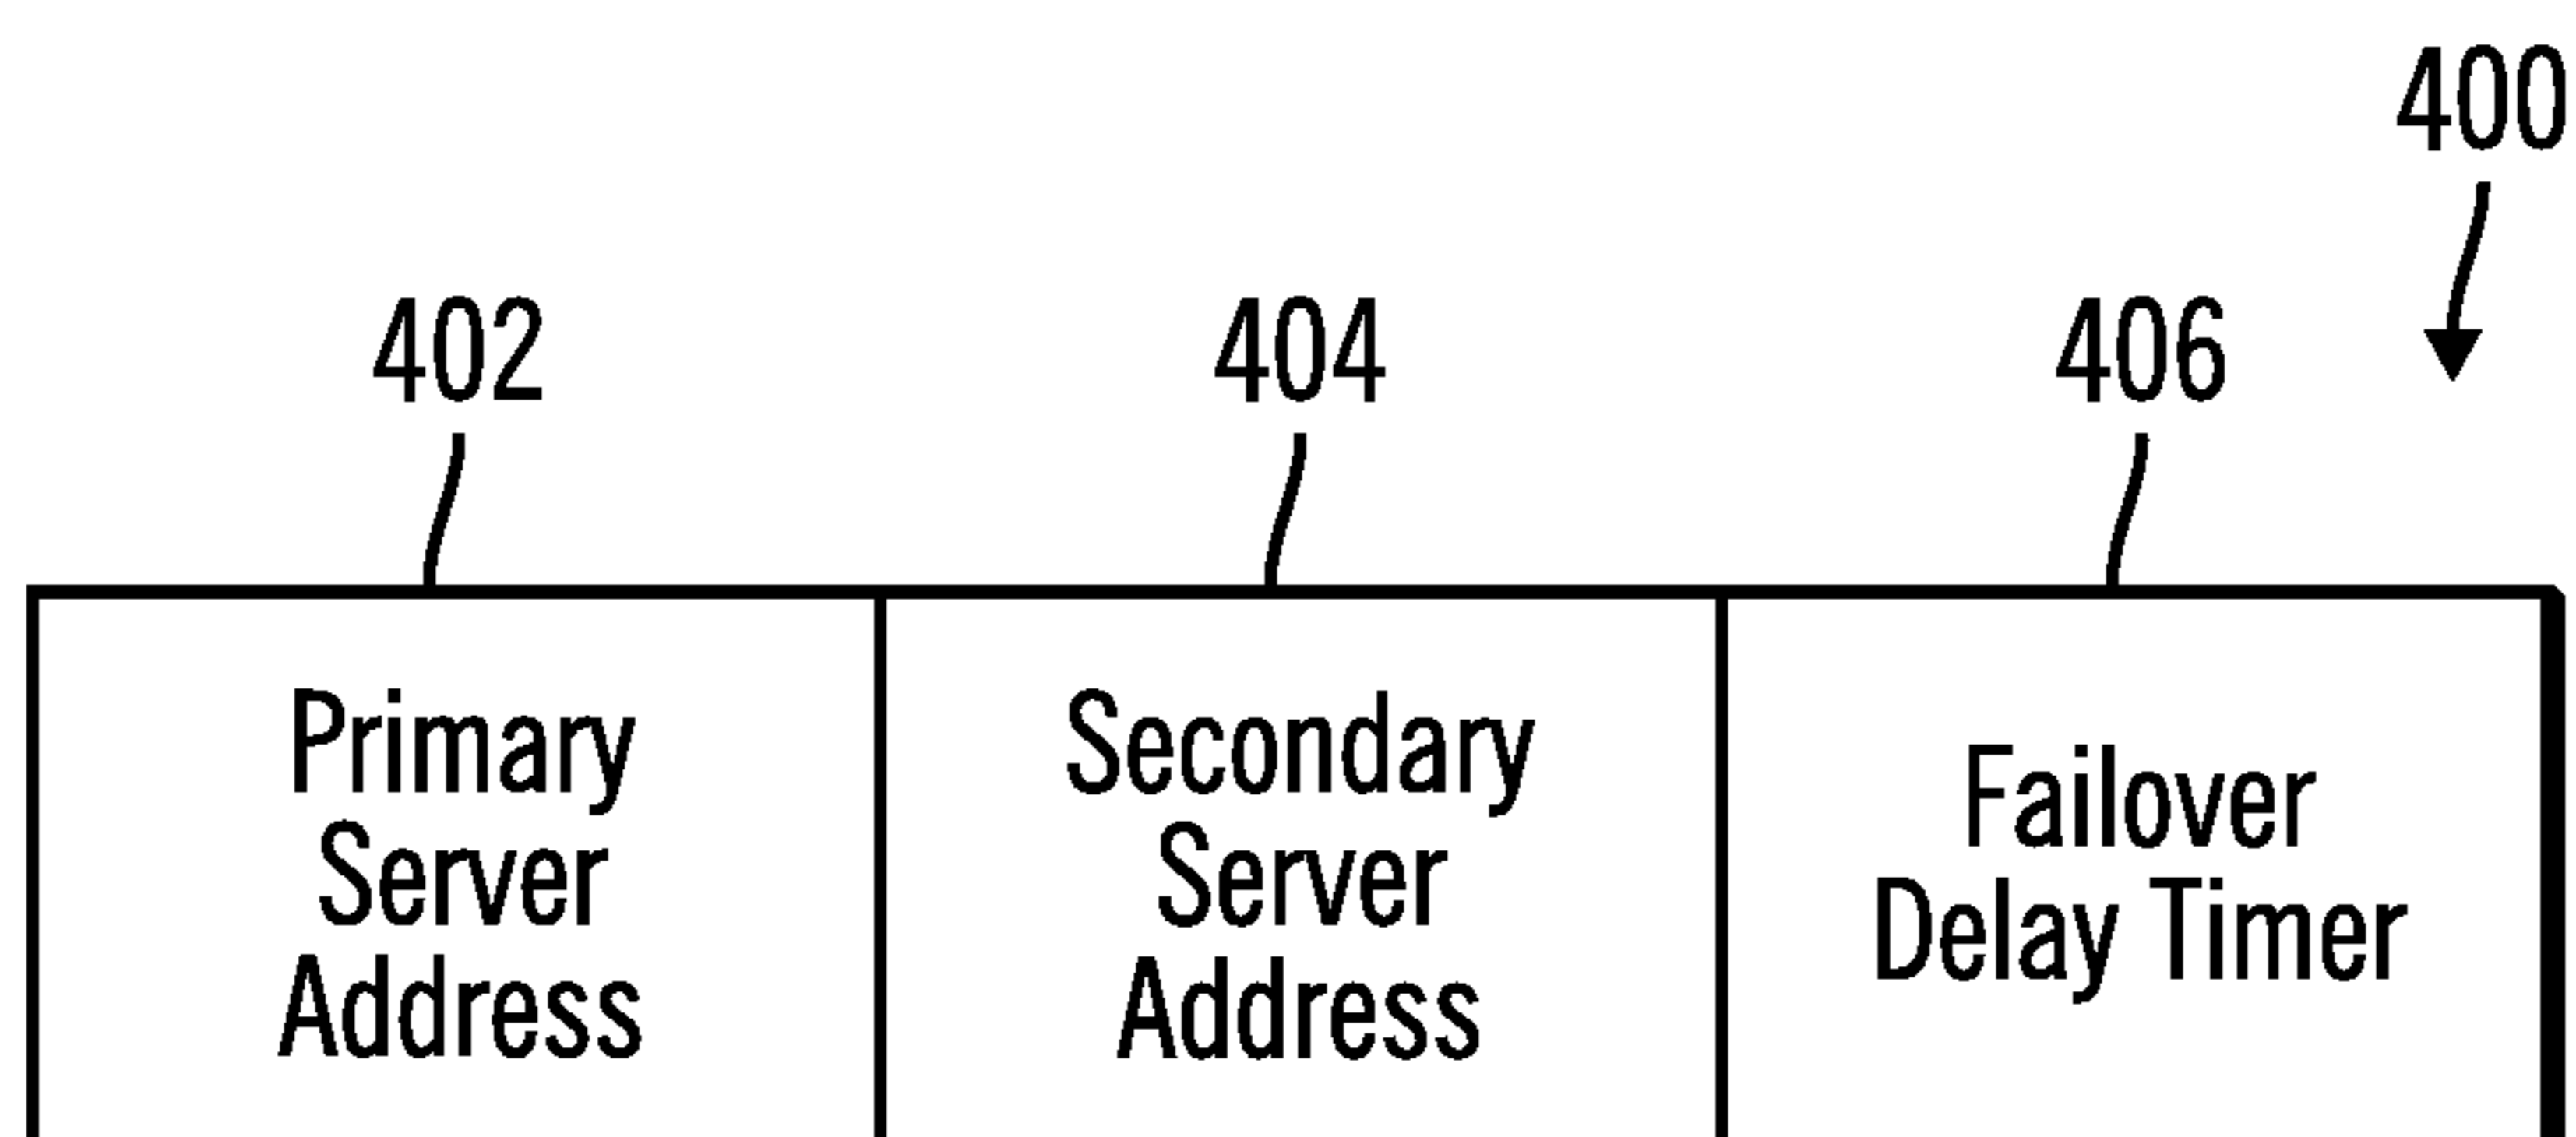 400
402
404
406
Primary
Server
Address
Secondary
Server
Address
Failover
Delay Timer